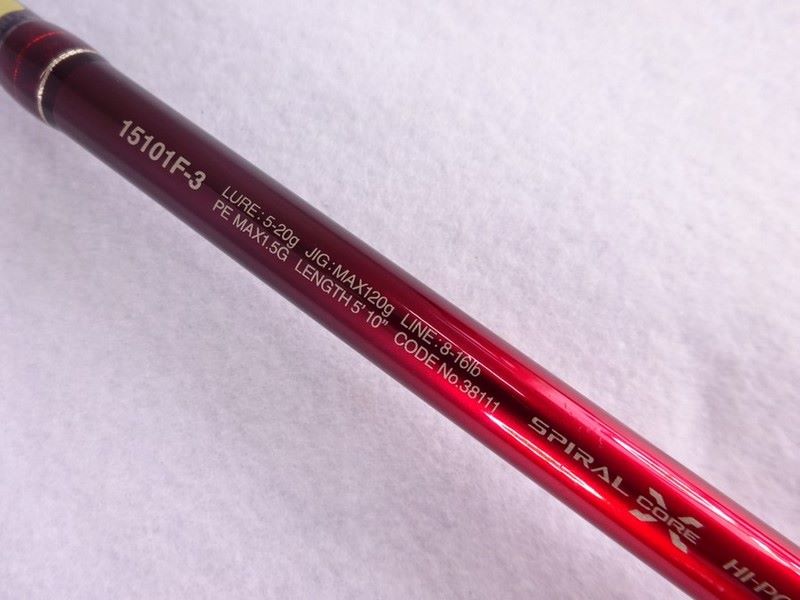 15101F-3
LURE:5-20g JIG:MAX120g LINE:8-16lb
PE MAX1.5G LENGTH 5' 10" CODE No.38111
SPIRAL X CORE